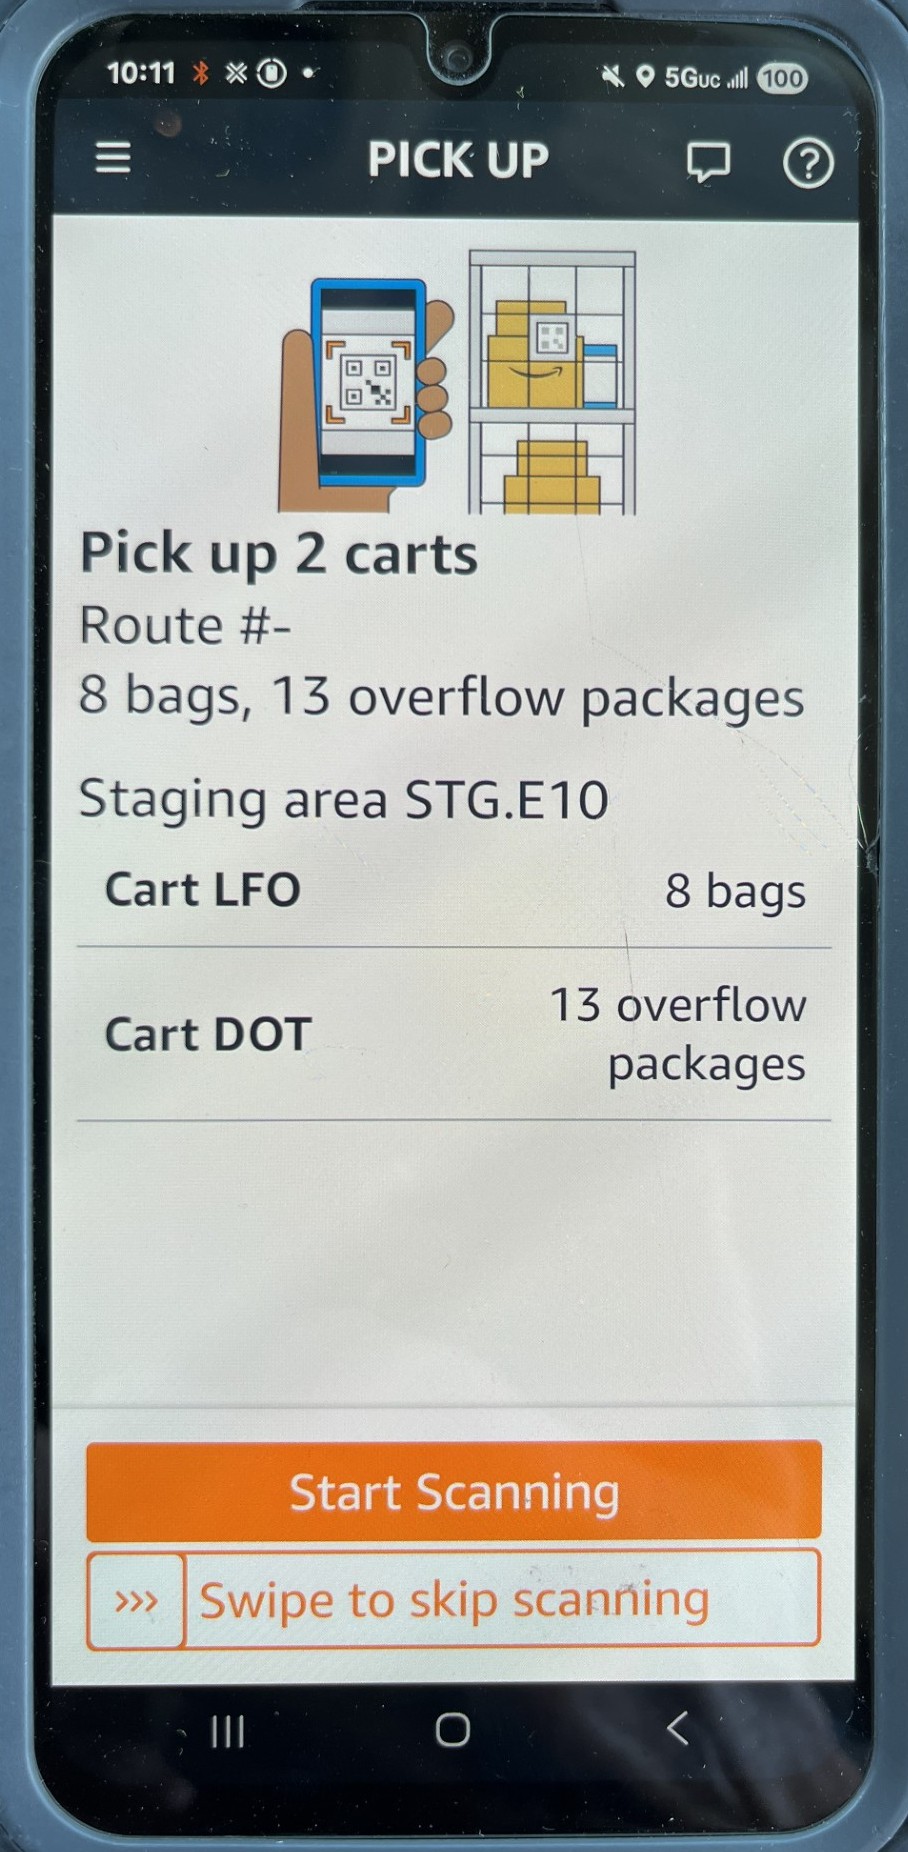 10:11
5GUC 100
PICK UP
?
Pick up 2 carts
Route #-
8 bags, 13 overflow packages
Staging area STG.E10
Cart LFO 8 bags
Cart DOT 13 overflow
packages
Start Scanning
>>> Swipe to skip scanning